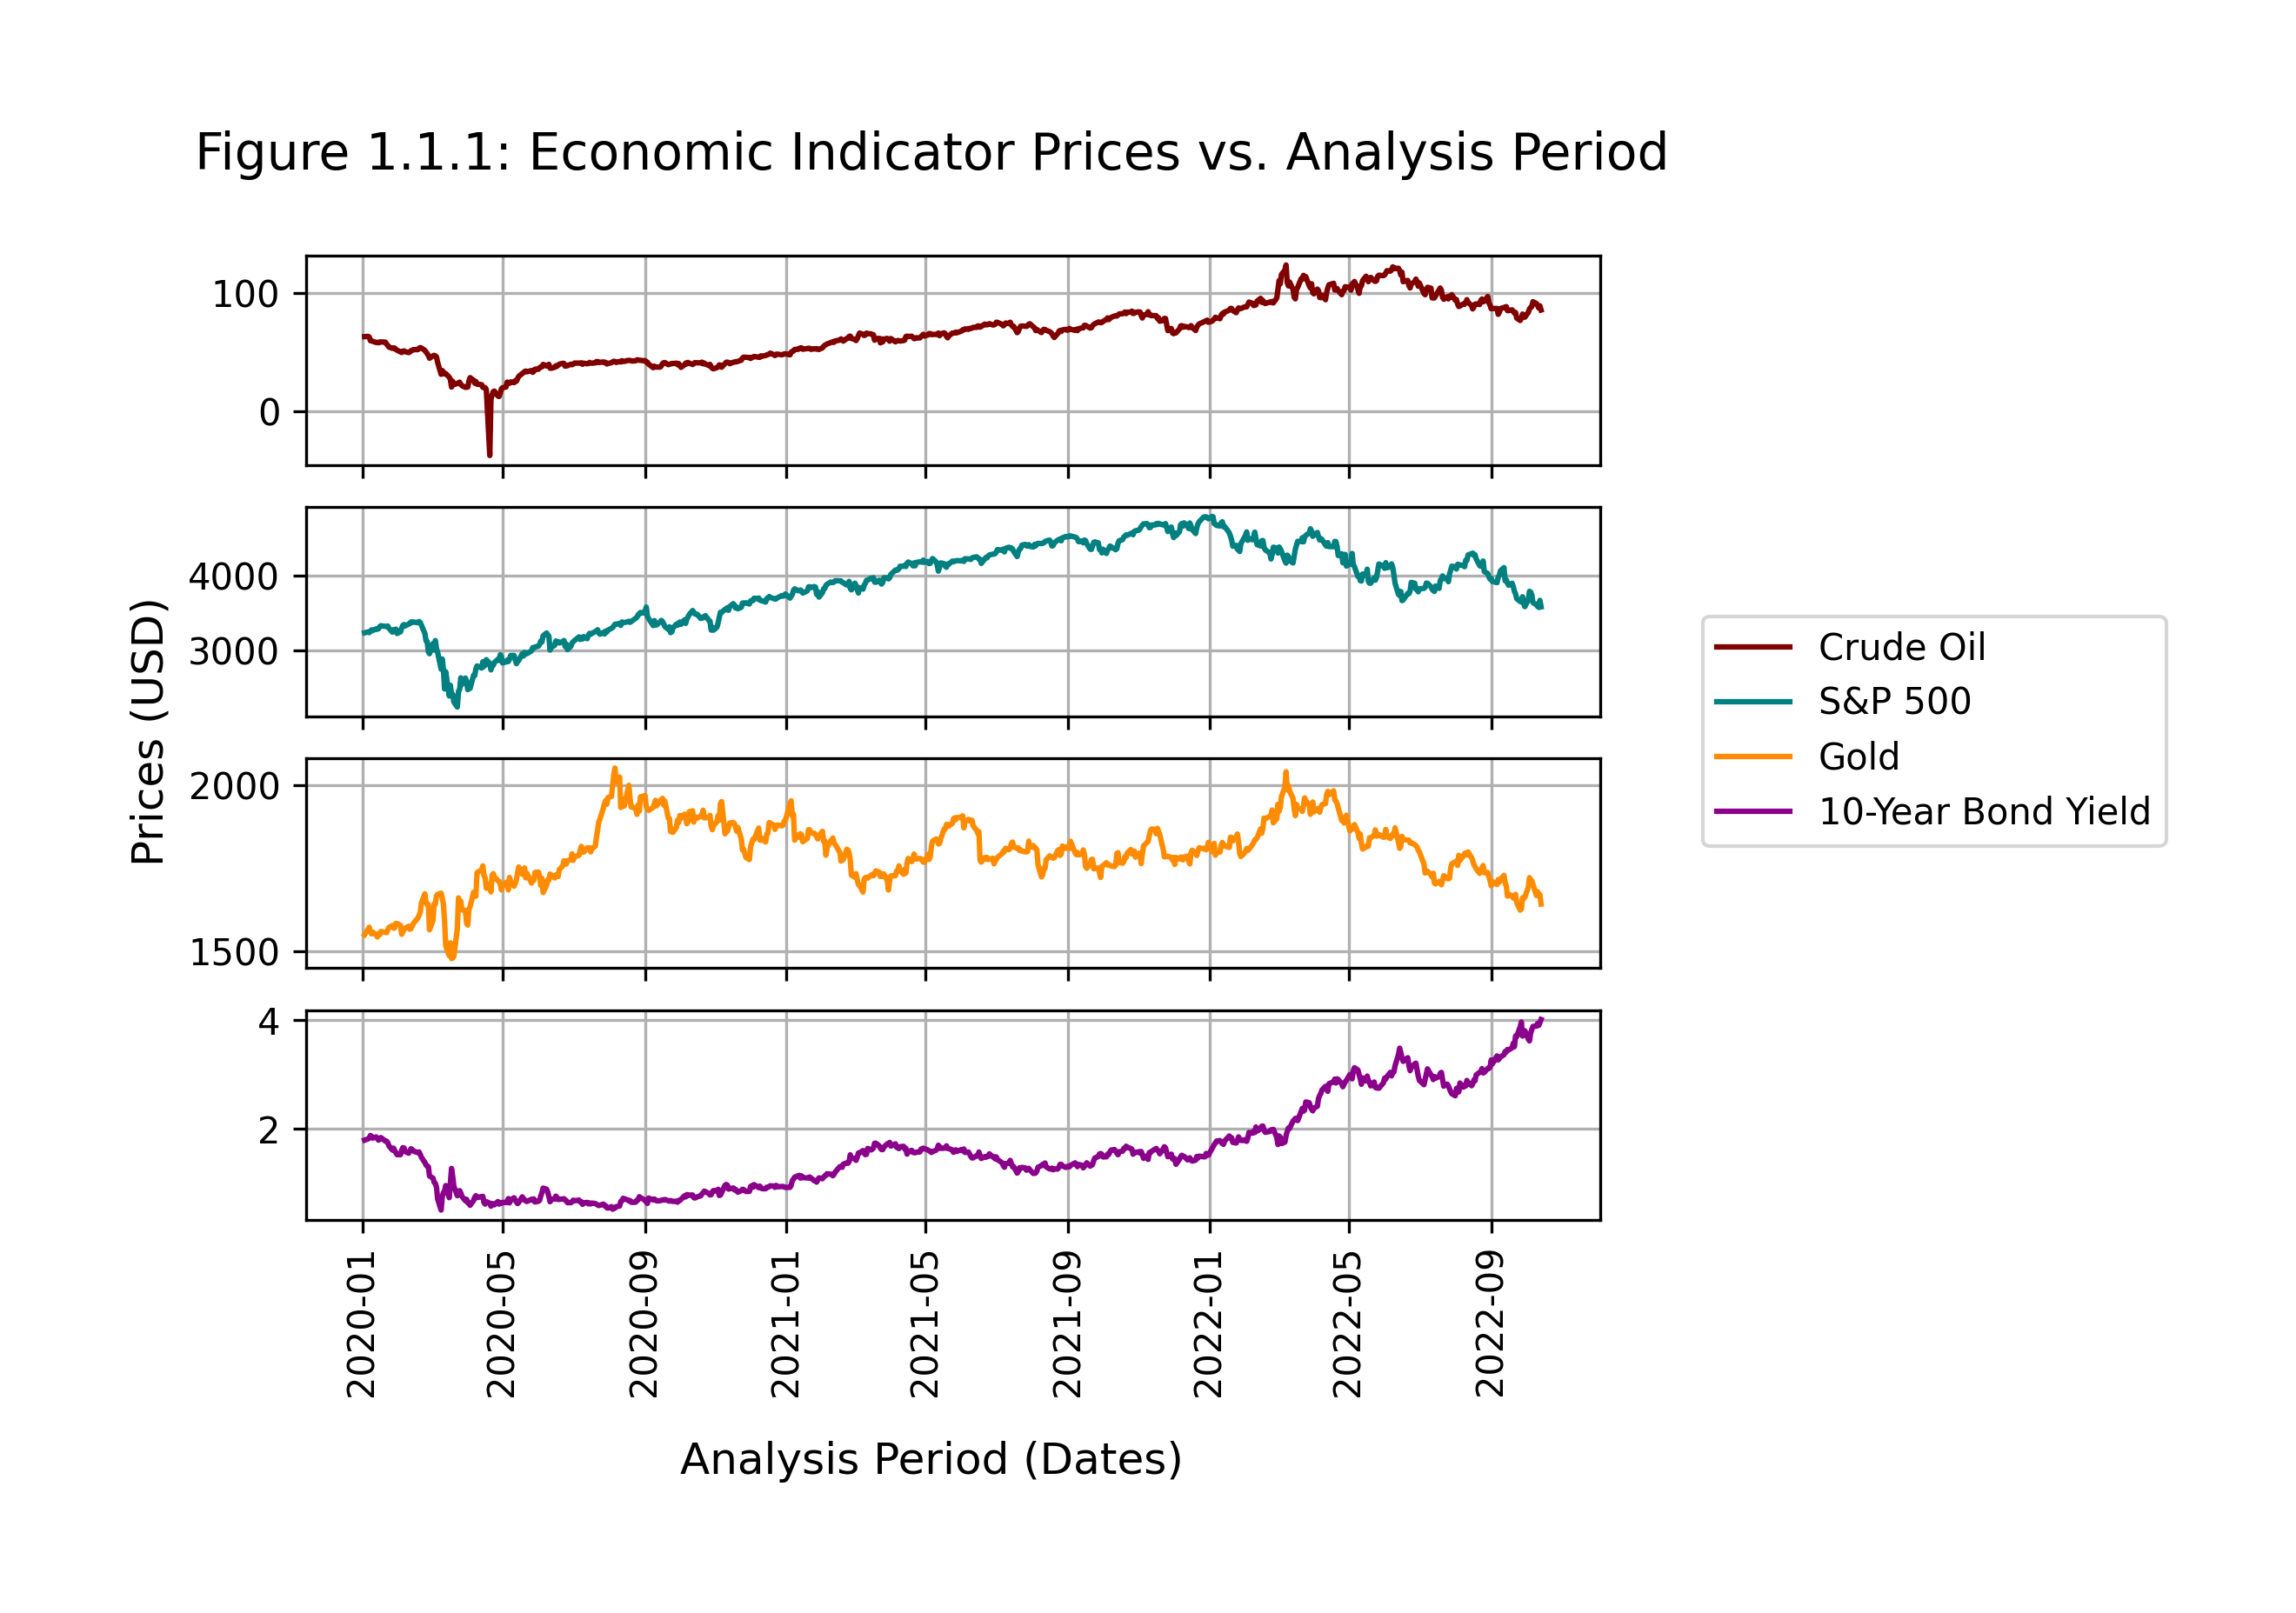 Figure 1.1.1: Economic Indicator Prices vs. Analysis Period
Prices (USD)
100
0
4000
3000
2000
1500
4
2
Crude Oil
S&P 500
Gold
10-Year Bond Yield
2020-01
2020-05
2020-09
2021-01
2021-05
2021-09
2022-01
2022-05
2022-09
Analysis Period (Dates)